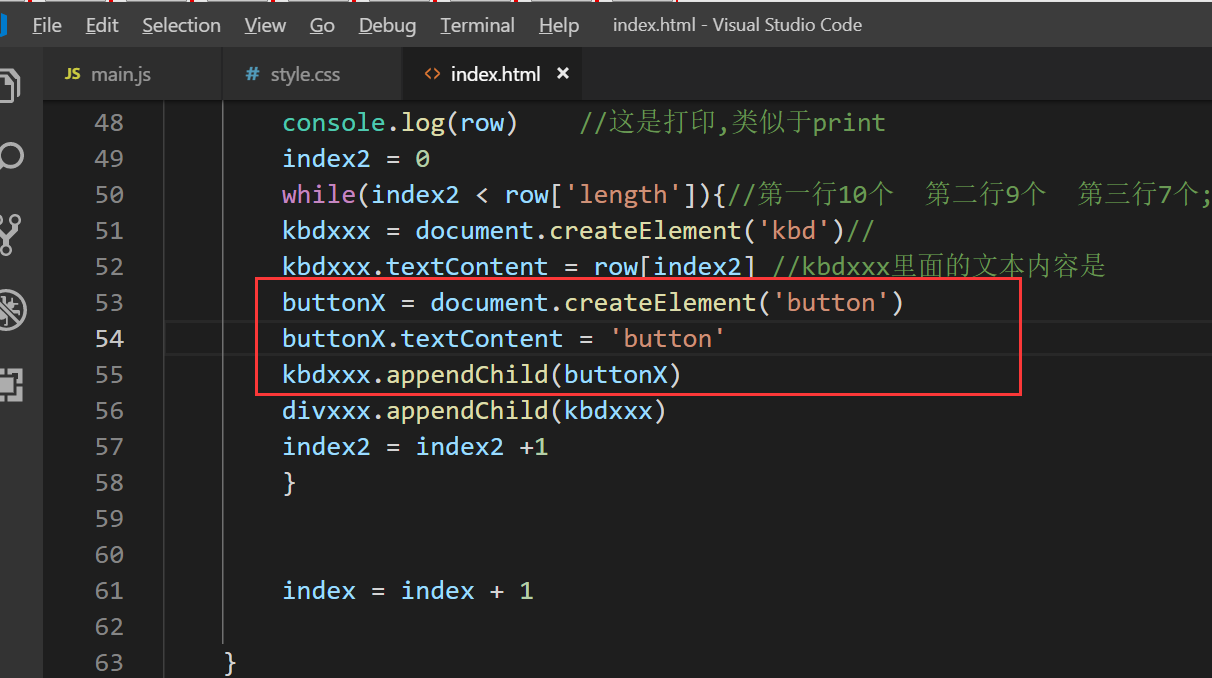 File Edit Selection View Go Debug Terminal Help index.html - Visual Studio Code
JS main.js # style.css <> index.html ×
48 console.log(row) //这是打印,类似于print
49 index2 = 0
50 while(index2 < row['length']){//第一行10个 第二行9个 第三行7个;
51 kbdxxx = document.createElement('kbd')//
52 kbdxxx.textContent = row[index2] //kbdxxx里面的文本内容是
53 buttonX = document.createElement('button')
54 buttonX.textContent = 'button'
55 kbdxxx.appendChild(buttonX)
56 divxxx.appendChild(kbdxxx)
57 index2 = index2 +1
58 }
59
60
61 index = index + 1
62
63 }